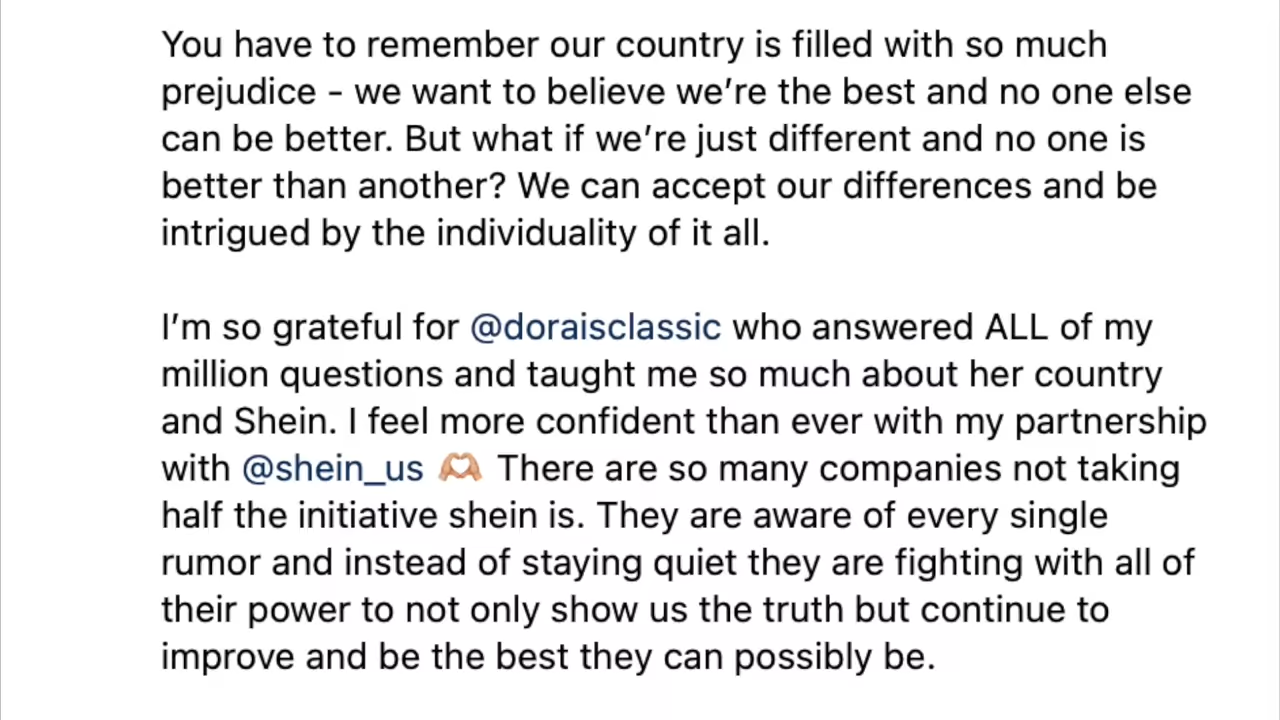 You have to remember our country is filled with so much
prejudice - we want to believe we’re the best and no one else
can be better. But what if we’re just different and no one is
better than another? We can accept our differences and be
intrigued by the individuality of it all.
I’m so grateful for @doraisclassic who answered ALL of my
million questions and taught me so much about her country
and Shein. I feel more confident than ever with my partnership
with @shein_us 🫶🏼 There are so many companies not taking
half the initiative shein is. They are aware of every single
rumor and instead of staying quiet they are fighting with all of
their power to not only show us the truth but continue to
improve and be the best they can possibly be.